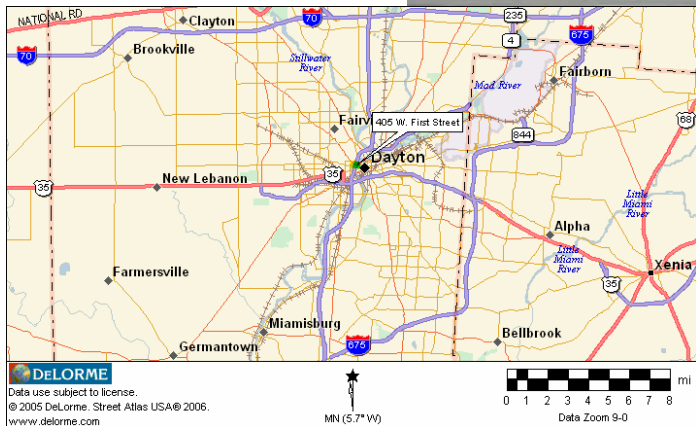 NATIONAL RD
Clayton
70
235
4
675
70
Brookville
Stillwater
River
Mad River
Fairborn
Fairvi
405 W. First Street
844
68
Dayton
35
35
New Lebanon
Little
Miami
River
Alpha
Little
Miami
River
Xenia
Farmersville
35
Miamisburg
675
Bellbrook
Germantown
DELORME
Data use subject to license.
© 2005 DeLorme. Street Atlas USA® 2006.
www.delorme.com
MN (5.7° W)
mi
0 1 2 3 4 5 6 7 8
Data Zoom 9-0